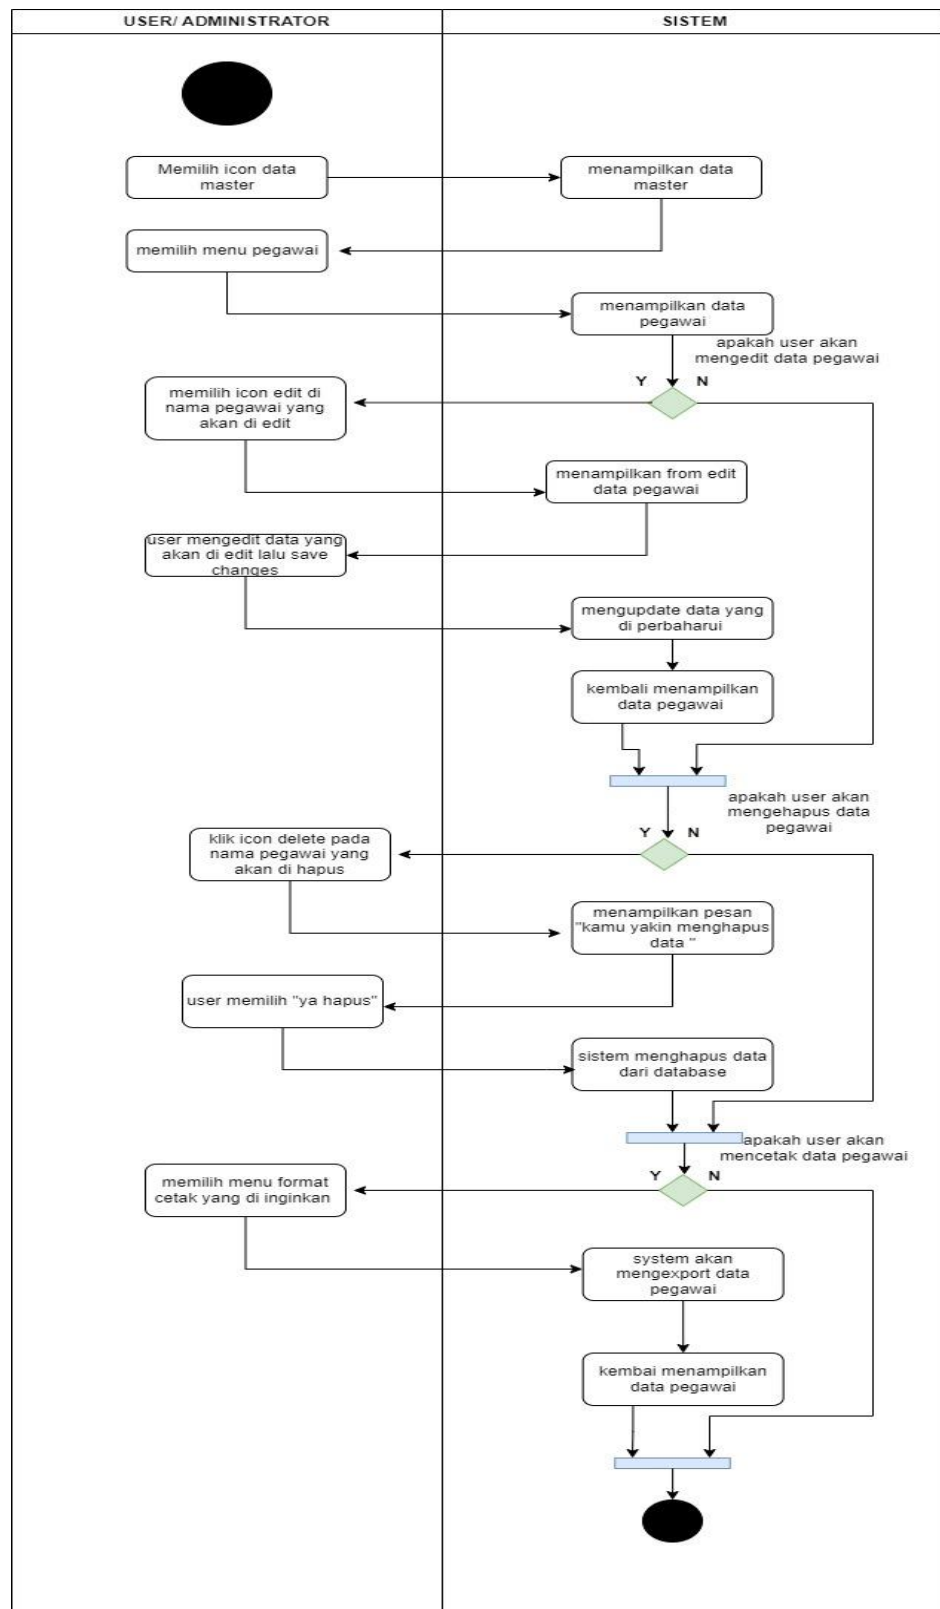 USER/ ADMINISTRATOR
SISTEM
Memilih icon data
master
menampilkan data
master
memilih menu pegawai
menampilkan data
pegawai
apakah user akan
mengedit data pegawai
Y
N
memilih icon edit di
nama pegawai yang
akan di edit
menampilkan from edit
data pegawai
user mengedit data yang
akan di edit lalu save
changes
mengupdate data yang
di perbaharui
kembali menampilkan
data pegawai
apakah user akan
mengehapus data
pegawai
Y
N
klik icon delete pada
nama pegawai yang
akan di hapus
menampilkan pesan
"kamu yakin menghapus
data "
user memilih "ya hapus"
sistem menghapus data
dari database
apakah user akan
mencetak data pegawai
Y
N
memilih menu format
cetak yang di inginkan
system akan
mengexport data
pegawai
kembai menampilkan
data pegawai